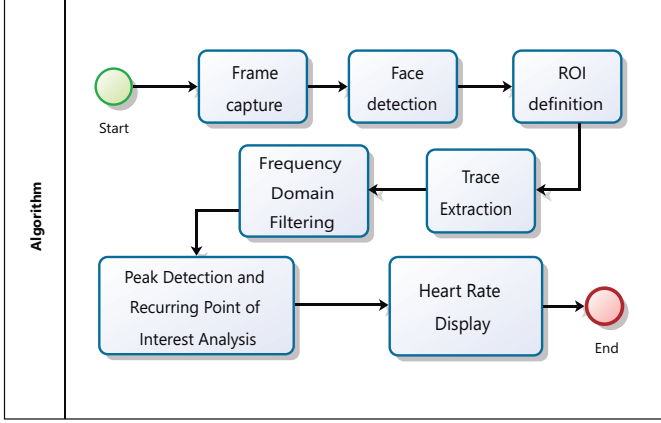 Algorithm
Start
Frame
capture
Face
detection
ROI
definition
Trace
Extraction
Frequency
Domain
Filtering
Peak Detection and
Recurring Point of
Interest Analysis
Heart Rate
Display
End